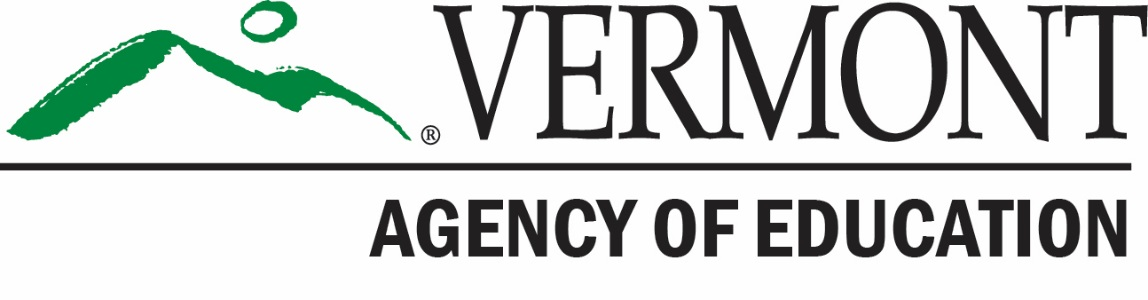 ® VERMONT
AGENCY OF EDUCATION